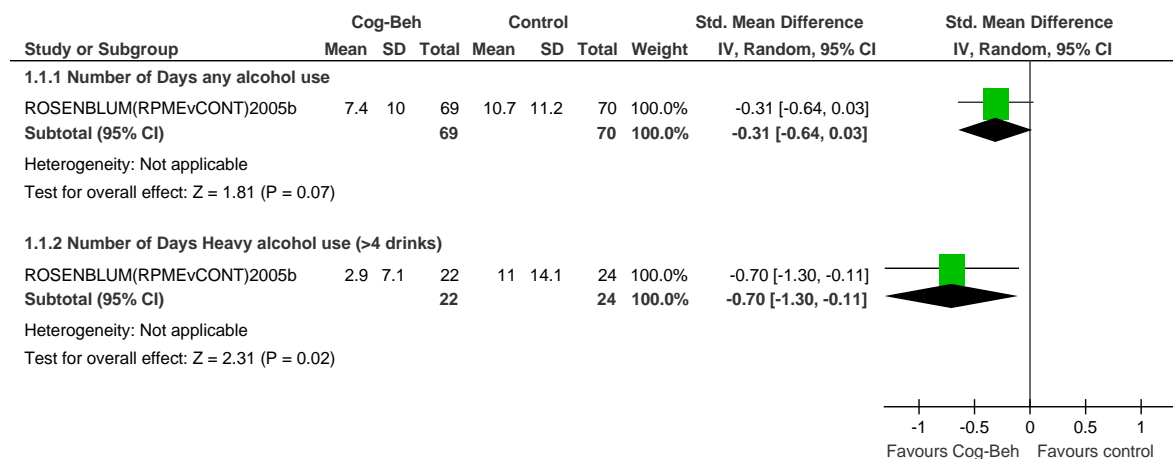 Cog-Beh Control Std. Mean Difference Std. Mean Difference
Study or Subgroup Mean SD Total Mean SD Total Weight IV, Random, 95% CI IV, Random, 95% CI
1.1.1 Number of Days any alcohol use
ROSENBLUM(RPMEvCONT)2005b 7.4 10 69 10.7 11.2 70 100.0% -0.31 [-0.64, 0.03]
Subtotal (95% CI) 69 70 100.0% -0.31 [-0.64, 0.03]
Heterogeneity: Not applicable
Test for overall effect: Z = 1.81 (P = 0.07)
1.1.2 Number of Days Heavy alcohol use (>4 drinks)
ROSENBLUM(RPMEvCONT)2005b 2.9 7.1 22 11 14.1 24 100.0% -0.70 [-1.30, -0.11]
Subtotal (95% CI) 22 24 100.0% -0.70 [-1.30, -0.11]
Heterogeneity: Not applicable
Test for overall effect: Z = 2.31 (P = 0.02)
-1 -0.5 0 0.5 1
Favours Cog-Beh Favours control